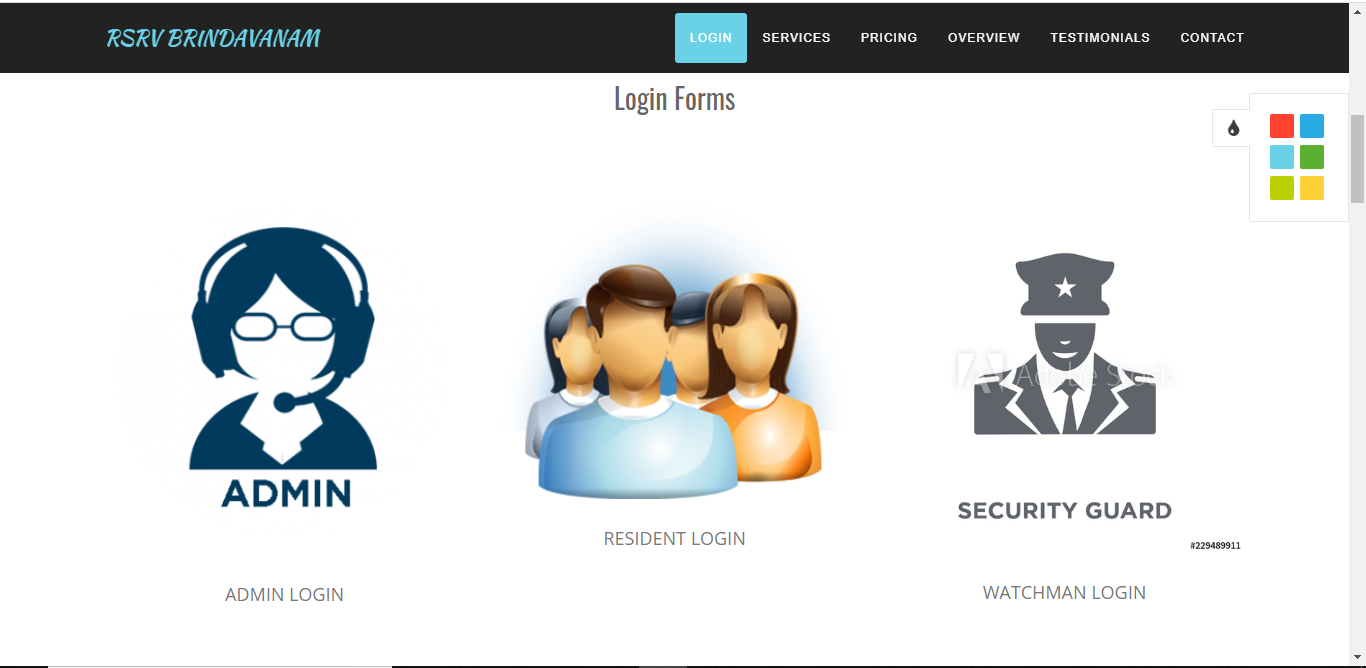 RSRV BRINDAVANAM
LOGIN SERVICES PRICING OVERVIEW TESTIMONIALS CONTACT
Login Forms
Adobe Stock
ADMIN
SECURITY GUARD
RESIDENT LOGIN
#229489911
ADMIN LOGIN
WATCHMAN LOGIN